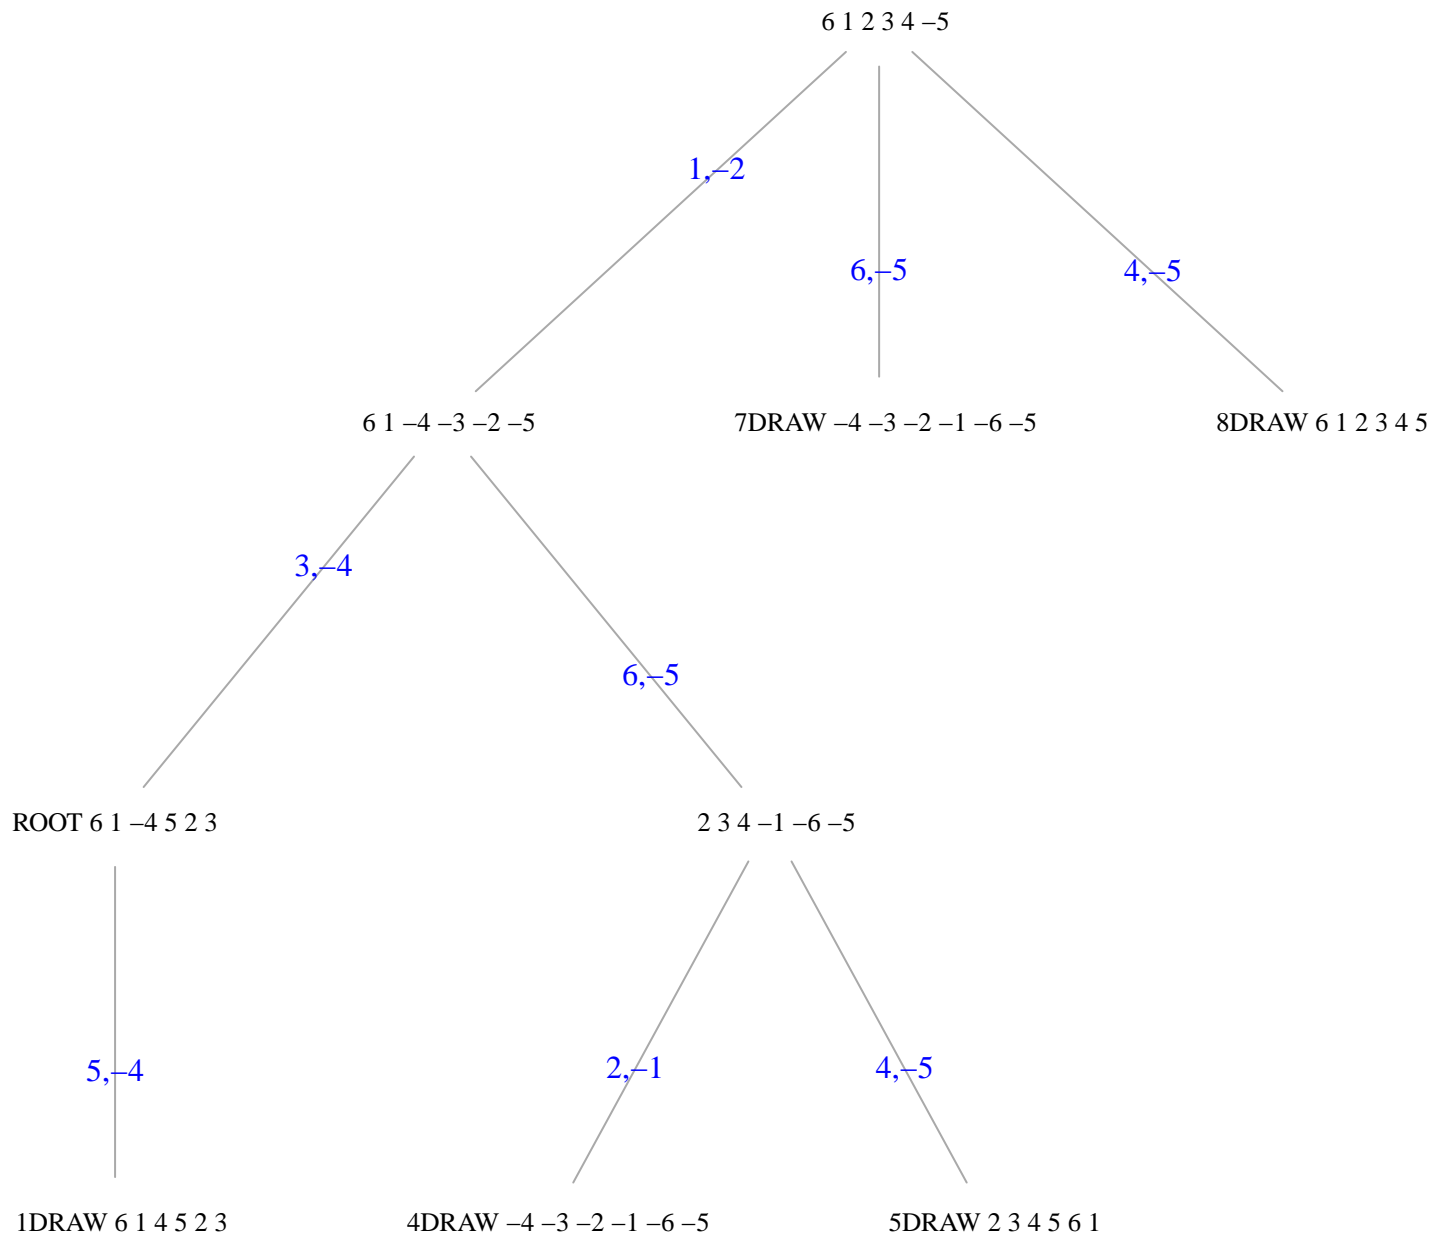 6 1 2 3 4 –5
1,–2
6,–5
4,–5
6 1 –4 –3 –2 –5
7DRAW –4 –3 –2 –1 –6 –5
8DRAW 6 1 2 3 4 5
3,–4
6,–5
ROOT 6 1 –4 5 2 3
2 3 4 –1 –6 –5
5,–4
2,–1
4,–5
1DRAW 6 1 4 5 2 3
4DRAW –4 –3 –2 –1 –6 –5
5DRAW 2 3 4 5 6 1